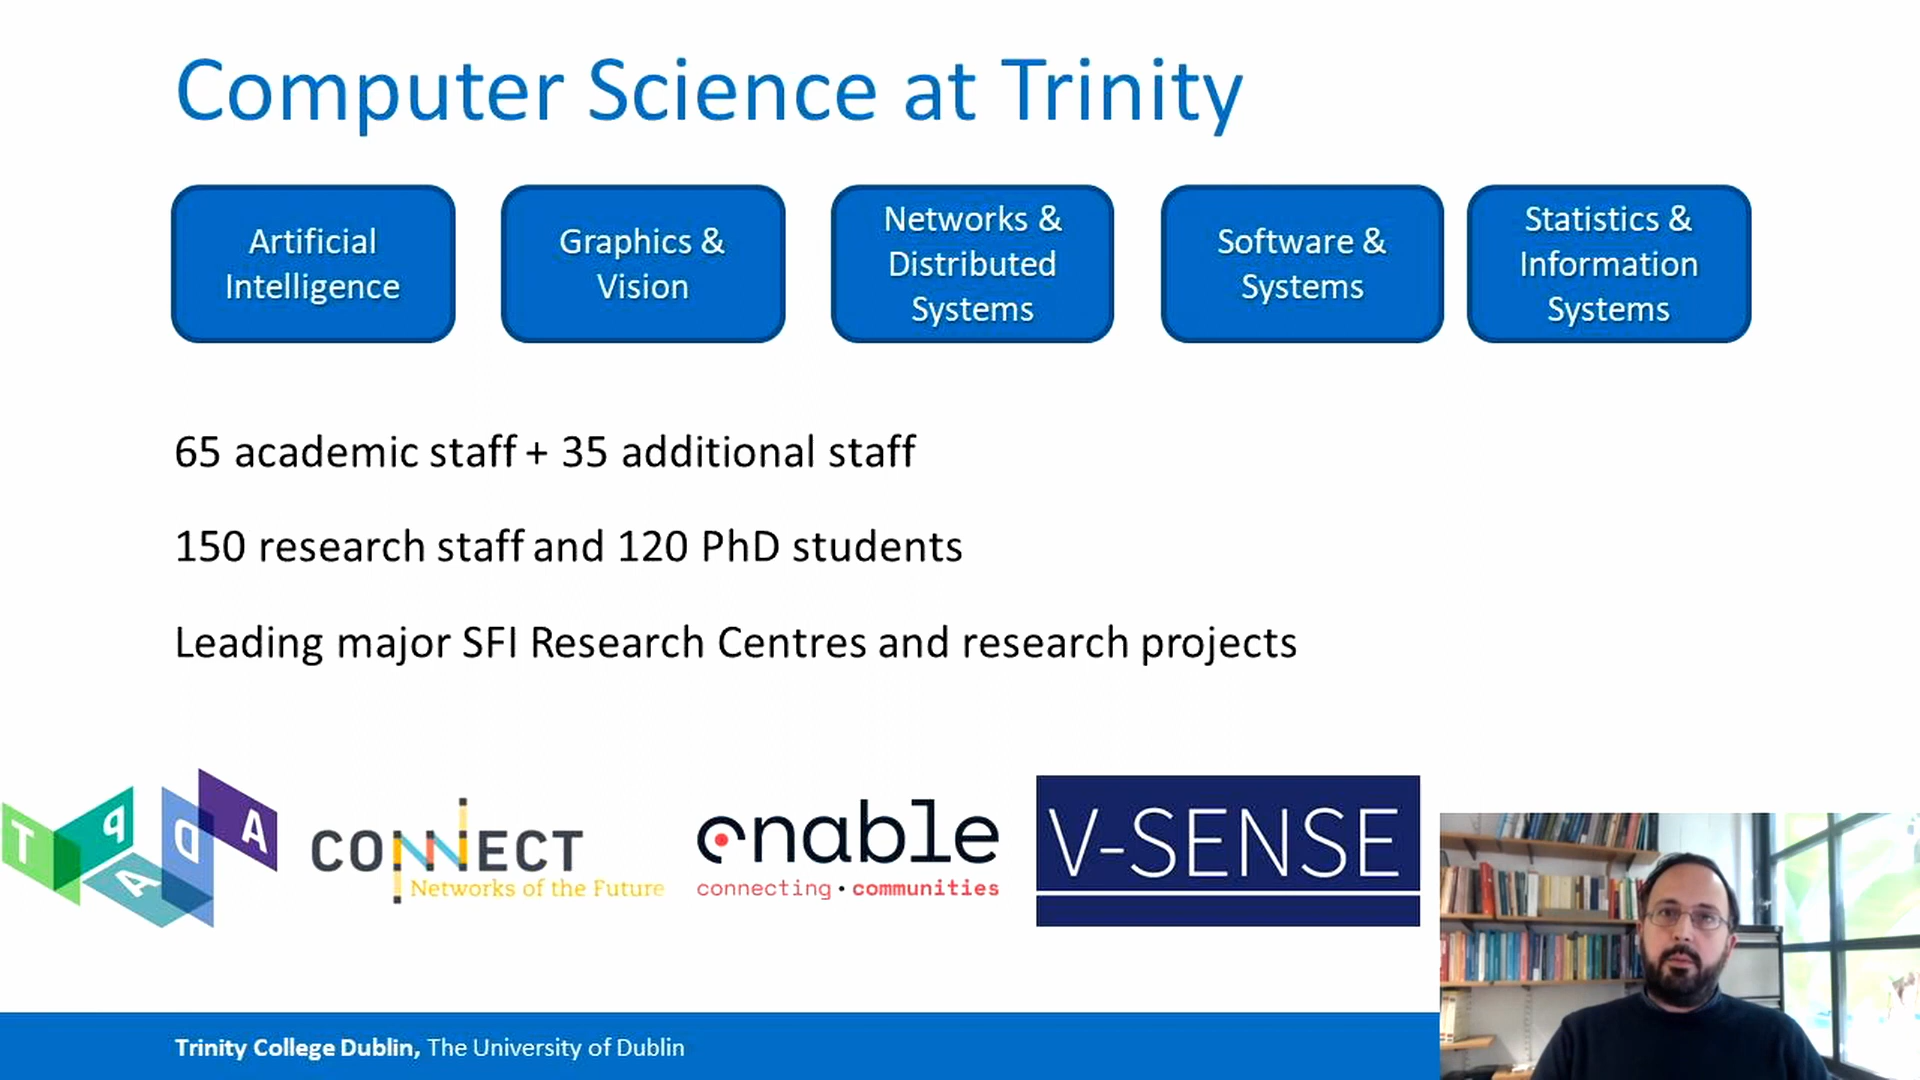 Computer Science at Trinity
Artificial
Intelligence
Graphics &
Vision
Networks &
Distributed
Systems
Software &
Systems
Statistics &
Information
Systems
65 academic staff + 35 additional staff
150 research staff and 120 PhD students
Leading major SFI Research Centres and research projects
ADAPT
CONNECT
Networks of the Future
enable
connecting • communities
V-SENSE
Trinity College Dublin, The University of Dublin